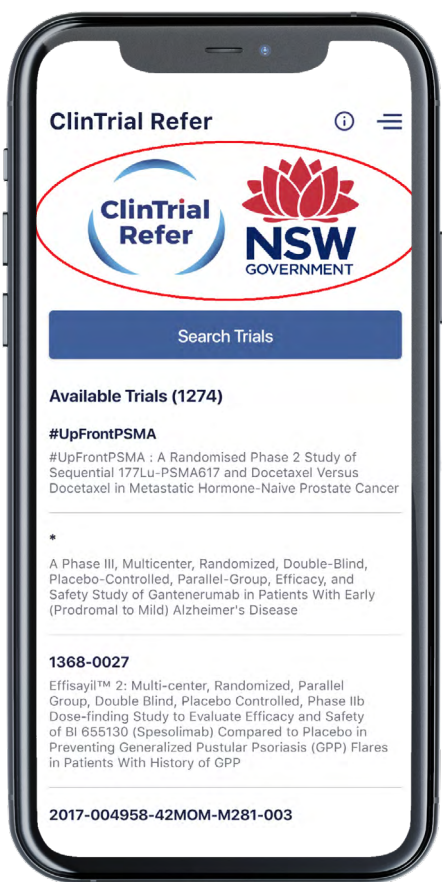 ClinTrial Refer
ClinTrial
Refer
NSW
GOVERNMENT
Search Trials
Available Trials (1274)
#UpFrontPSMA
#UpFrontPSMA : A Randomised Phase 2 Study of
Sequential 177Lu-PSMA617 and Docetaxel Versus
Docetaxel in Metastatic Hormone-Naive Prostate Cancer
*
A Phase III, Multicenter, Randomized, Double-Blind,
Placebo-Controlled, Parallel-Group, Efficacy, and
Safety Study of Gantenerumab in Patients With Early
(Prodromal to Mild) Alzheimer's Disease
1368-0027
Effisayil™ 2: Multi-center, Randomized, Parallel
Group, Double Blind, Placebo Controlled, Phase IIb
Dose-finding Study to Evaluate Efficacy and Safety
of BI 655130 (Spesolimab) Compared to Placebo in
Preventing Generalized Pustular Psoriasis (GPP) Flares
in Patients With History of GPP
2017-004958-42MOM-M281-003